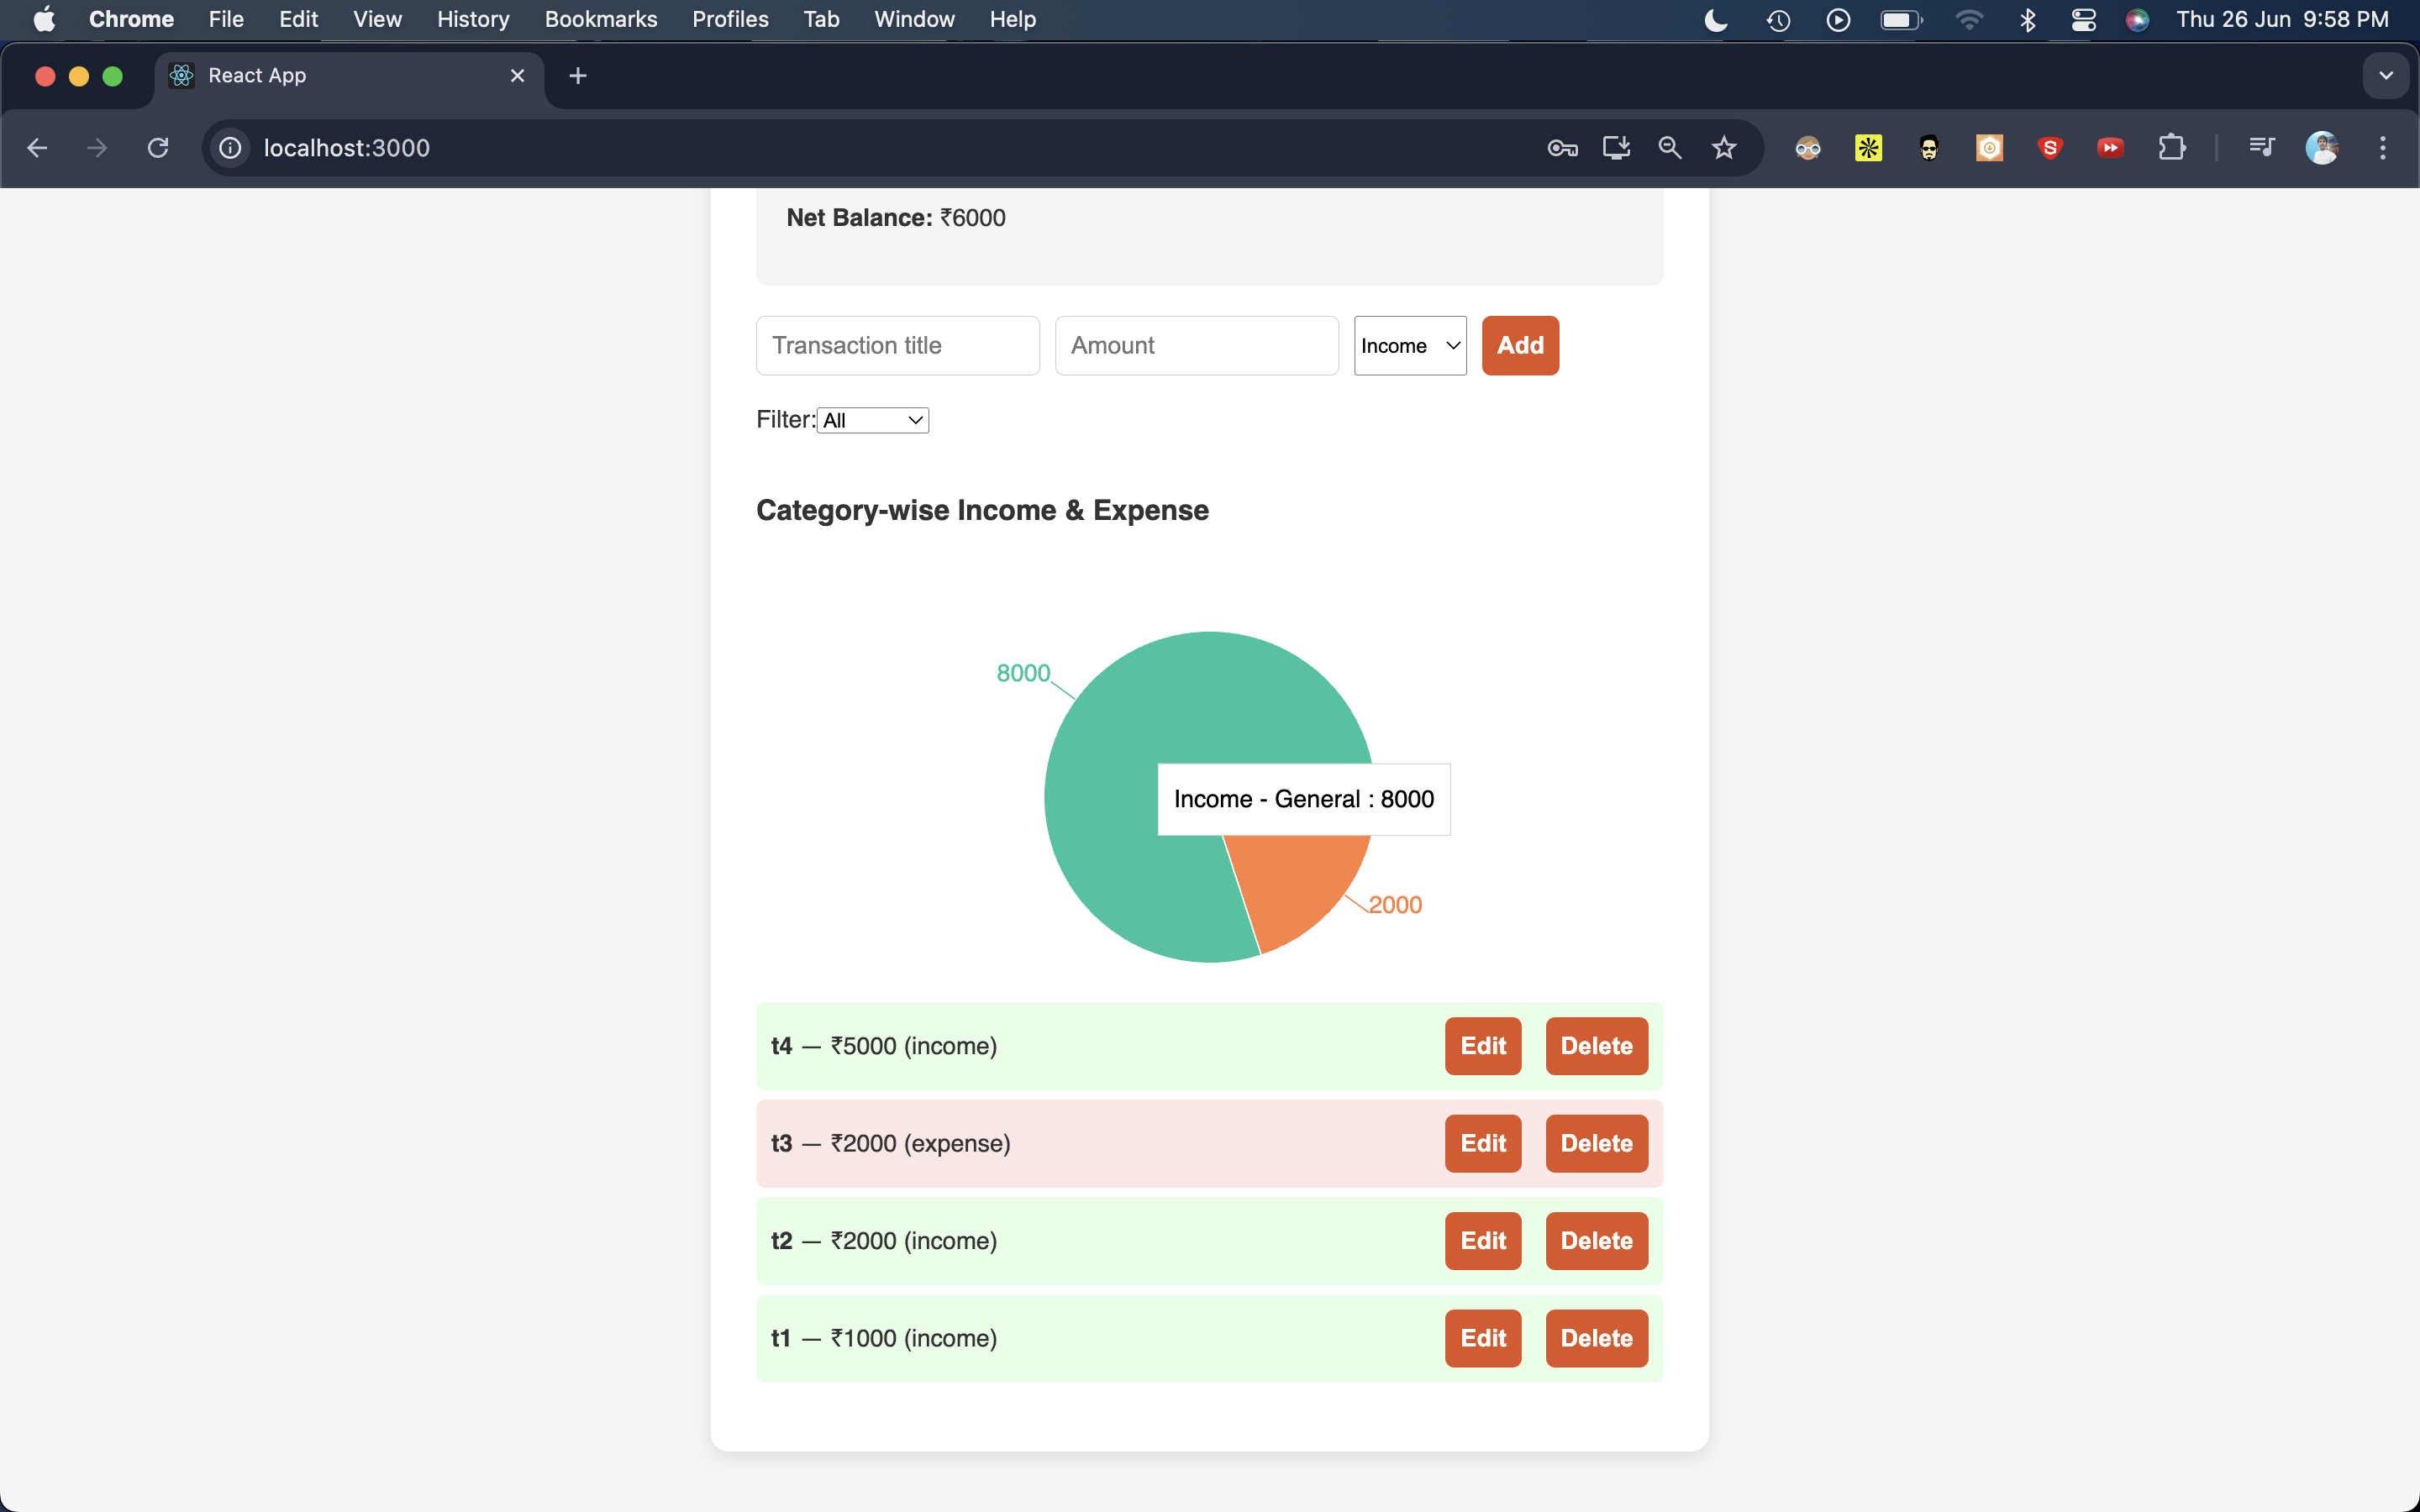 Chrome File Edit View History Bookmarks Profiles Tab Window Help Thu 26 Jun 9:58 PM
React App
localhost:3000
Net Balance: ₹6000
Transaction title Amount Income Add
Filter: All
Category-wise Income & Expense
8000
Income - General : 8000
2000
t4 — ₹5000 (income) Edit Delete
t3 — ₹2000 (expense) Edit Delete
t2 — ₹2000 (income) Edit Delete
t1 — ₹1000 (income) Edit Delete